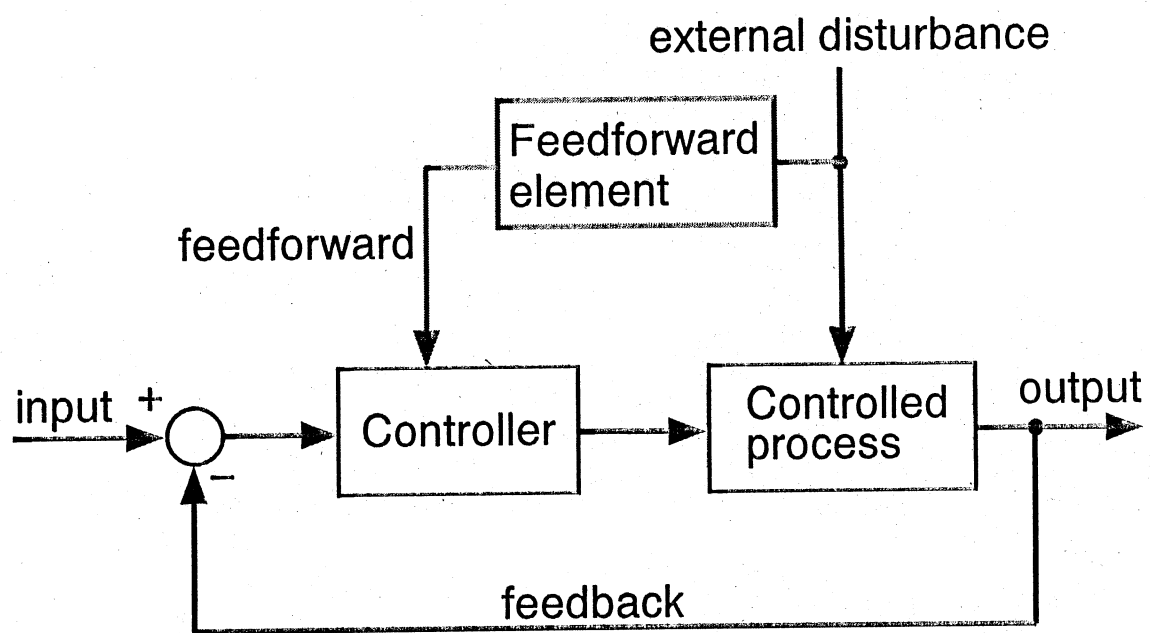 external disturbance
Feedforward
element
feedforward
input
+
Controller
Controlled
process
output
−
feedback